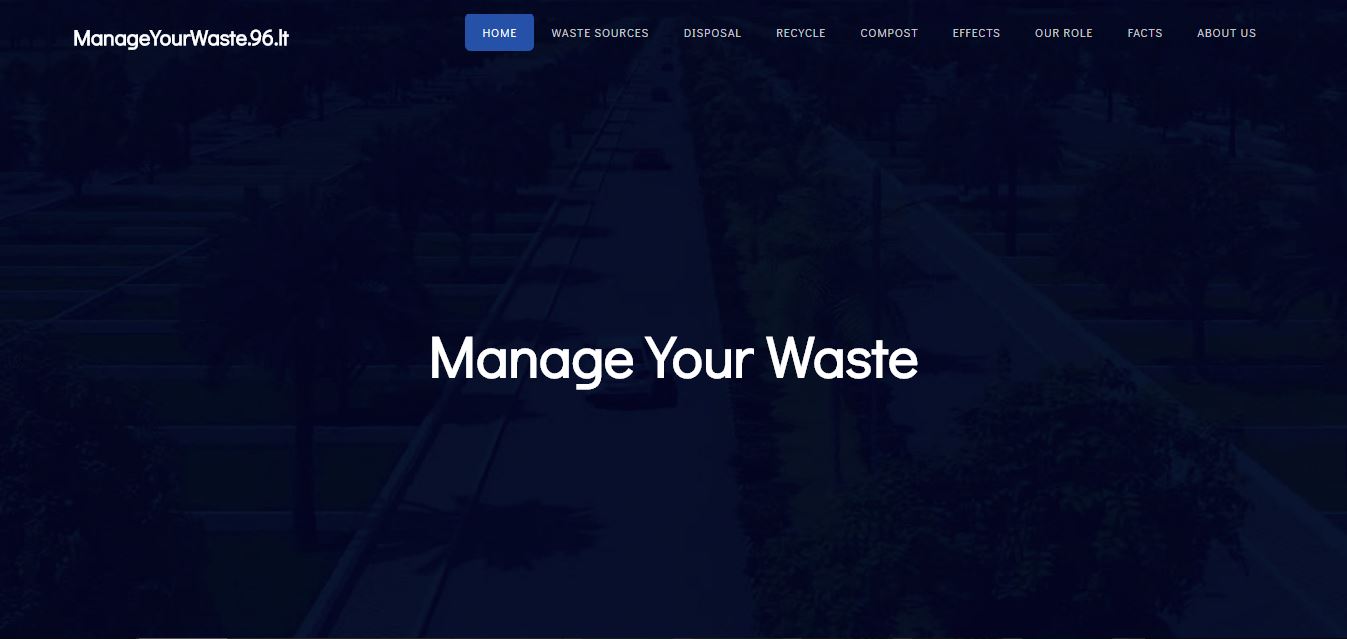 ManageYourWaste.96.lt
HOME WASTE SOURCES DISPOSAL RECYCLE COMPOST EFFECTS OUR ROLE FACTS ABOUT US
Manage Your Waste